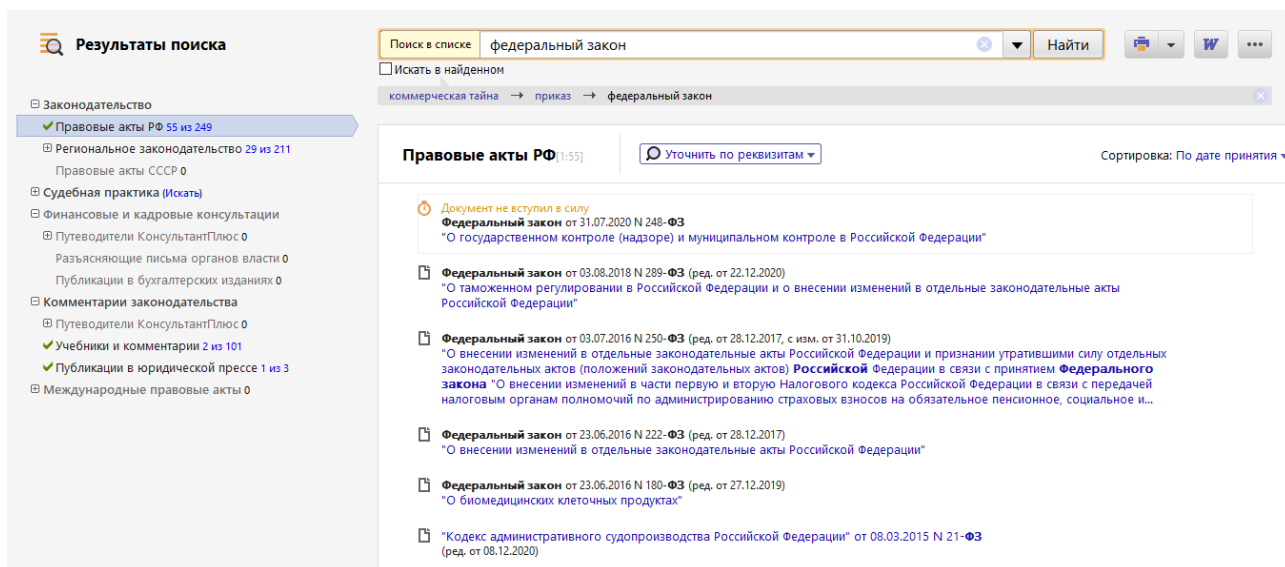 Результаты поиска
Поиск в списке федеральный закон Найти
Искать в найденном
коммерческая тайна → приказ → федеральный закон
Законодательство
Правовые акты РФ 55 из 249
Региональное законодательство 29 из 211
Правовые акты СССР 0
Судебная практика (Искать)
Финансовые и кадровые консультации
Путеводители КонсультантПлюс 0
Разъясняющие письма органов власти 0
Публикации в бухгалтерских изданиях 0
Комментарии законодательства
Путеводители КонсультантПлюс 0
Учебники и комментарии 2 из 101
Публикации в юридической прессе 1 из 3
Международные правовые акты 0
Правовые акты РФ[1:55] Уточнить по реквизитам Сортировка: По дате принятия
Документ не вступил в силу
Федеральный закон от 31.07.2020 N 248-ФЗ
"О государственном контроле (надзоре) и муниципальном контроле в Российской Федерации"
Федеральный закон от 03.08.2018 N 289-ФЗ (ред. от 22.12.2020)
"О таможенном регулировании в Российской Федерации и о внесении изменений в отдельные законодательные акты
Российской Федерации"
Федеральный закон от 03.07.2016 N 250-ФЗ (ред. от 28.12.2017, с изм. от 31.10.2019)
"О внесении изменений в отдельные законодательные акты Российской Федерации и признании утратившими силу отдельных
законодательных актов (положений законодательных актов) Российской Федерации в связи с принятием Федерального
закона "О внесении изменений в части первую и вторую Налогового кодекса Российской Федерации в связи с передачей
налоговым органам полномочий по администрированию страховых взносов на обязательное пенсионное, социальное и...
Федеральный закон от 23.06.2016 N 222-ФЗ (ред. от 28.12.2017)
"О внесении изменений в отдельные законодательные акты Российской Федерации"
Федеральный закон от 23.06.2016 N 180-ФЗ (ред. от 27.12.2019)
"О биомедицинских клеточных продуктах"
"Кодекс административного судопроизводства Российской Федерации" от 08.03.2015 N 21-ФЗ
(ред. от 08.12.2020)